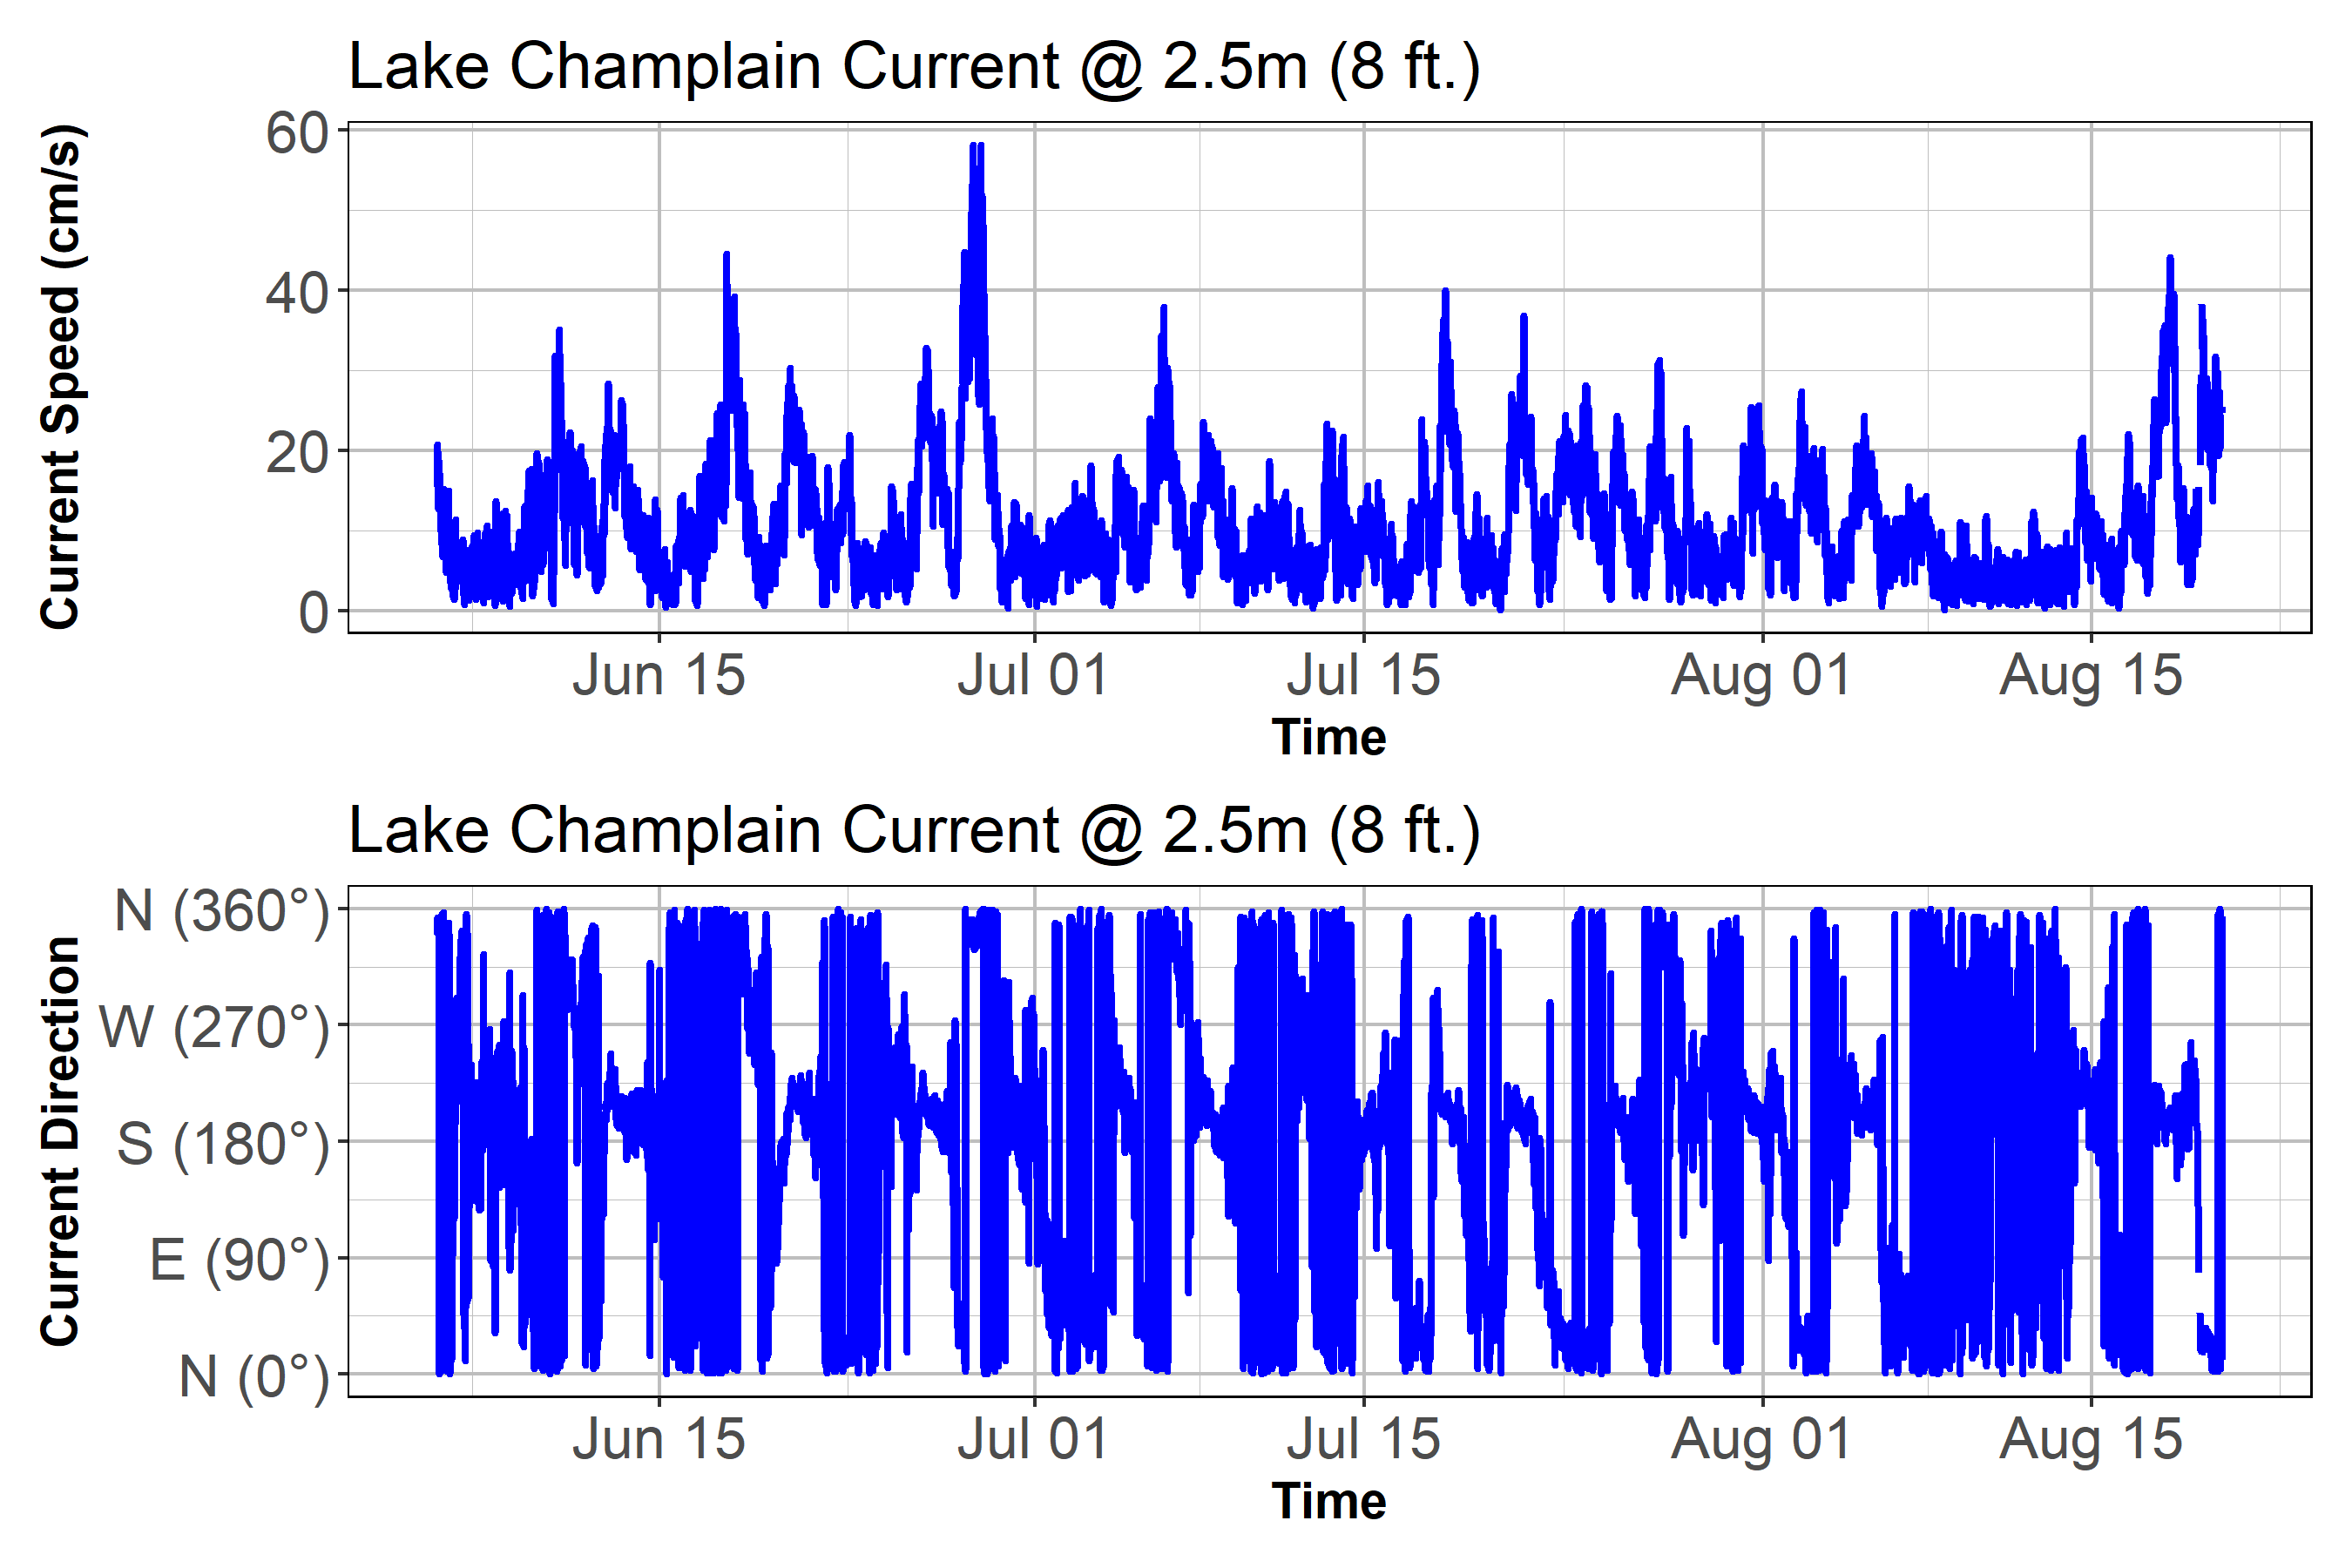 Lake Champlain Current @ 2.5m (8 ft.)
Current Speed (cm/s)
60
40
20
0
Jun 15
Jul 01
Jul 15
Aug 01
Aug 15
Time
Lake Champlain Current @ 2.5m (8 ft.)
Current Direction
N (360°)
W (270°)
S (180°)
E (90°)
N (0°)
Jun 15
Jul 01
Jul 15
Aug 01
Aug 15
Time